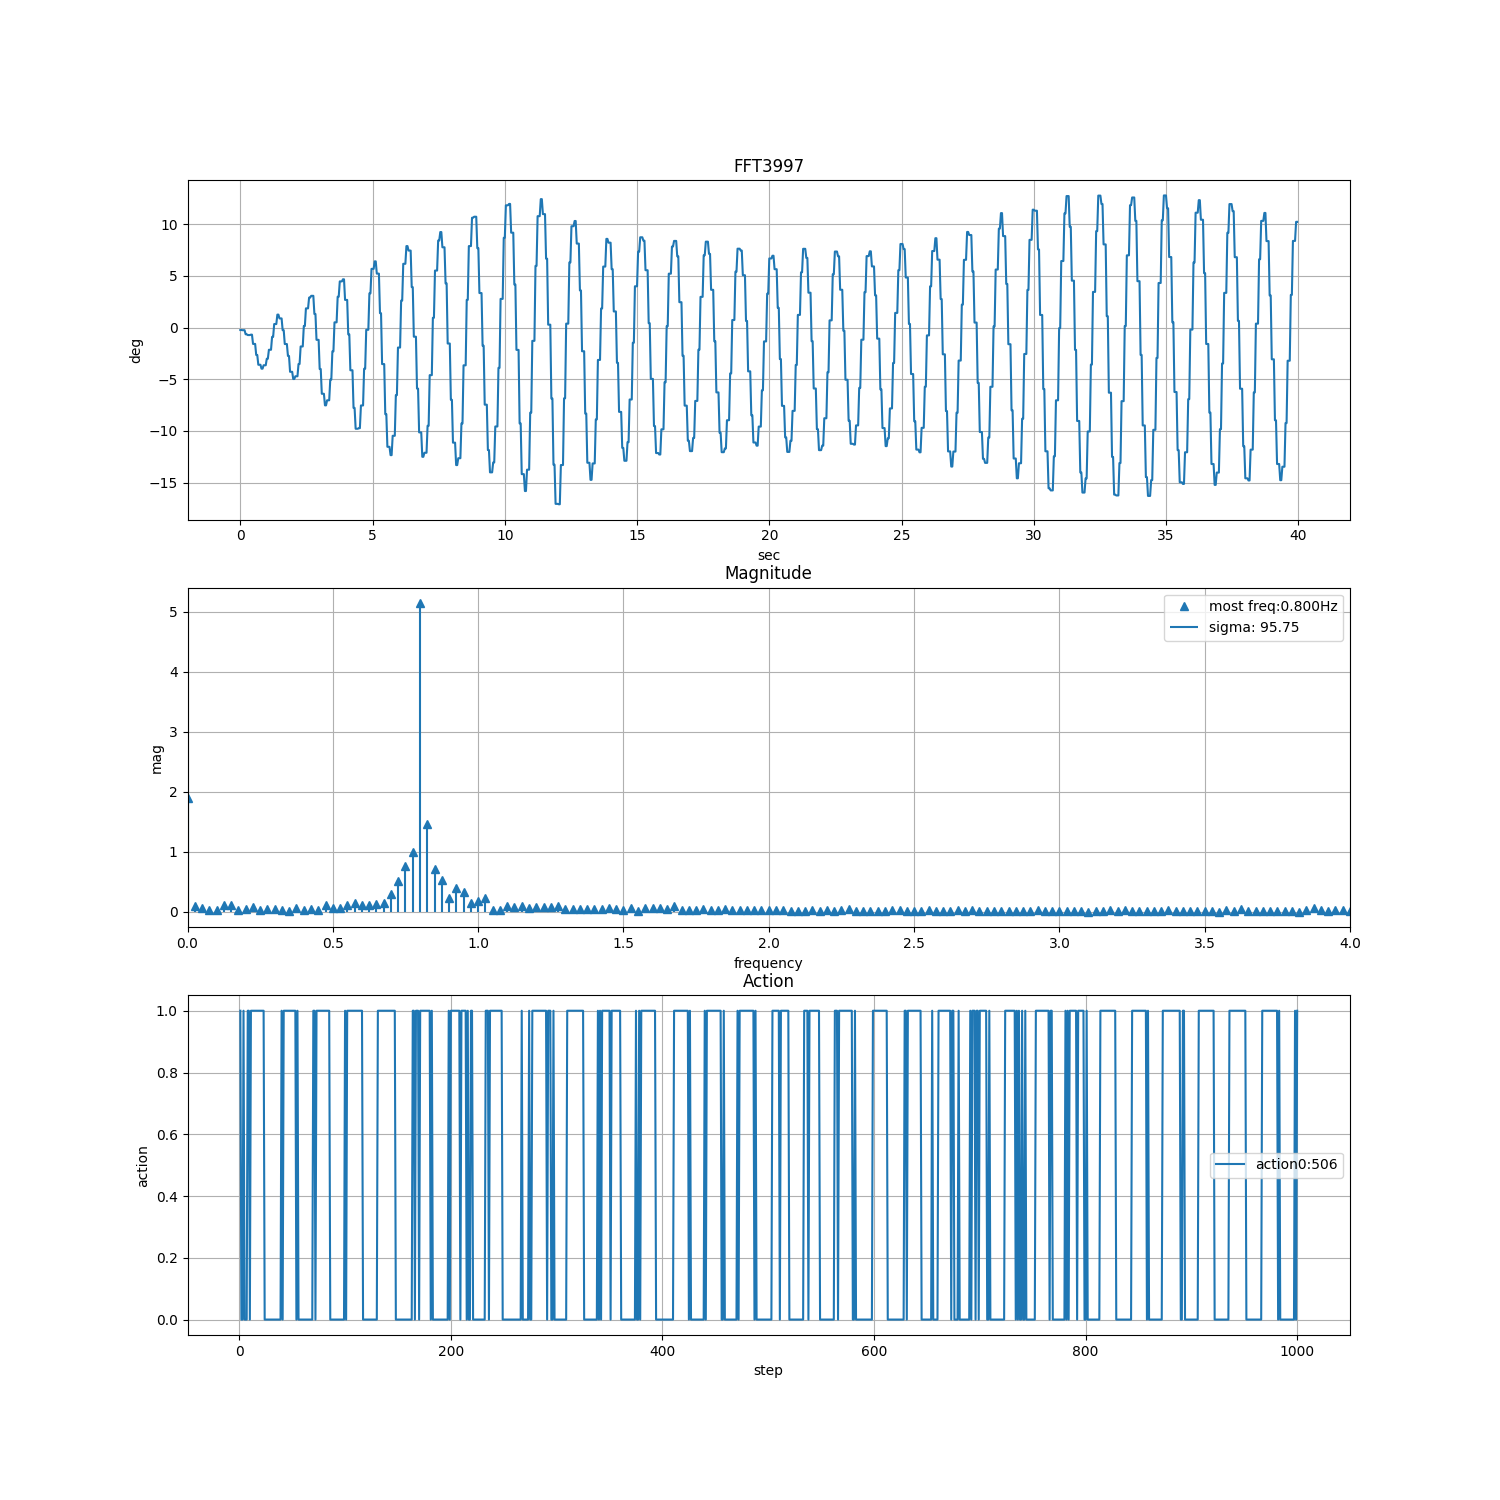 FFT3997
10
5
0
−5
−10
−15
deg
0 5 10 15 20 25 30 35 40
sec
Magnitude
most freq:0.800Hz
sigma: 95.75
5
4
3
2
1
0
mag
0.0 0.5 1.0 1.5 2.0 2.5 3.0 3.5 4.0
frequency
Action
1.0
0.8
0.6
0.4
0.2
0.0
action
action0:506
0 200 400 600 800 1000
step